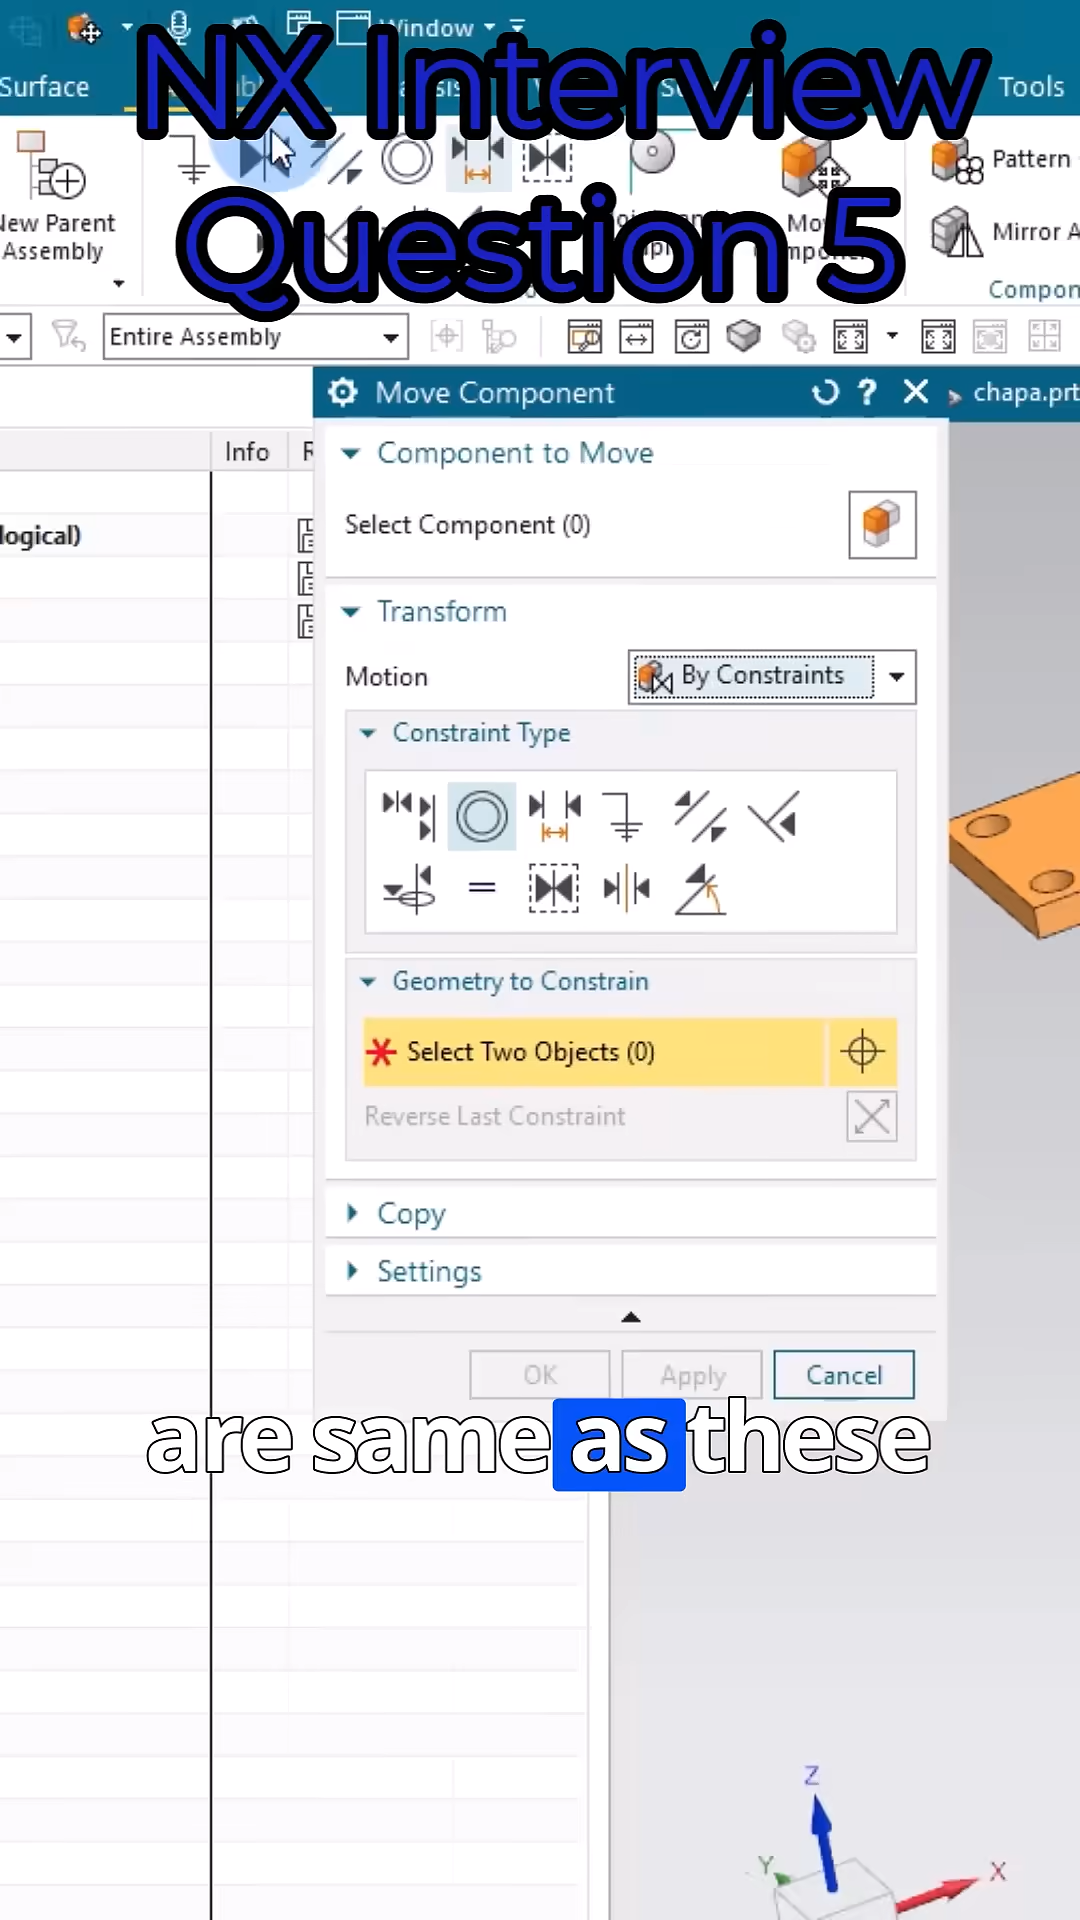 Window
NX Interview
Question 5
Surface
Tools
New Parent
Assembly
Pattern
Mirror A
Compon
Entire Assembly
Move Component
chapa.prt
Info
Component to Move
logical)
Select Component (0)
Transform
Motion
By Constraints
Constraint Type
Geometry to Constrain
Select Two Objects (0)
Reverse Last Constraint
Copy
Settings
OK
Apply
Cancel
are same as these
Z
Y
X